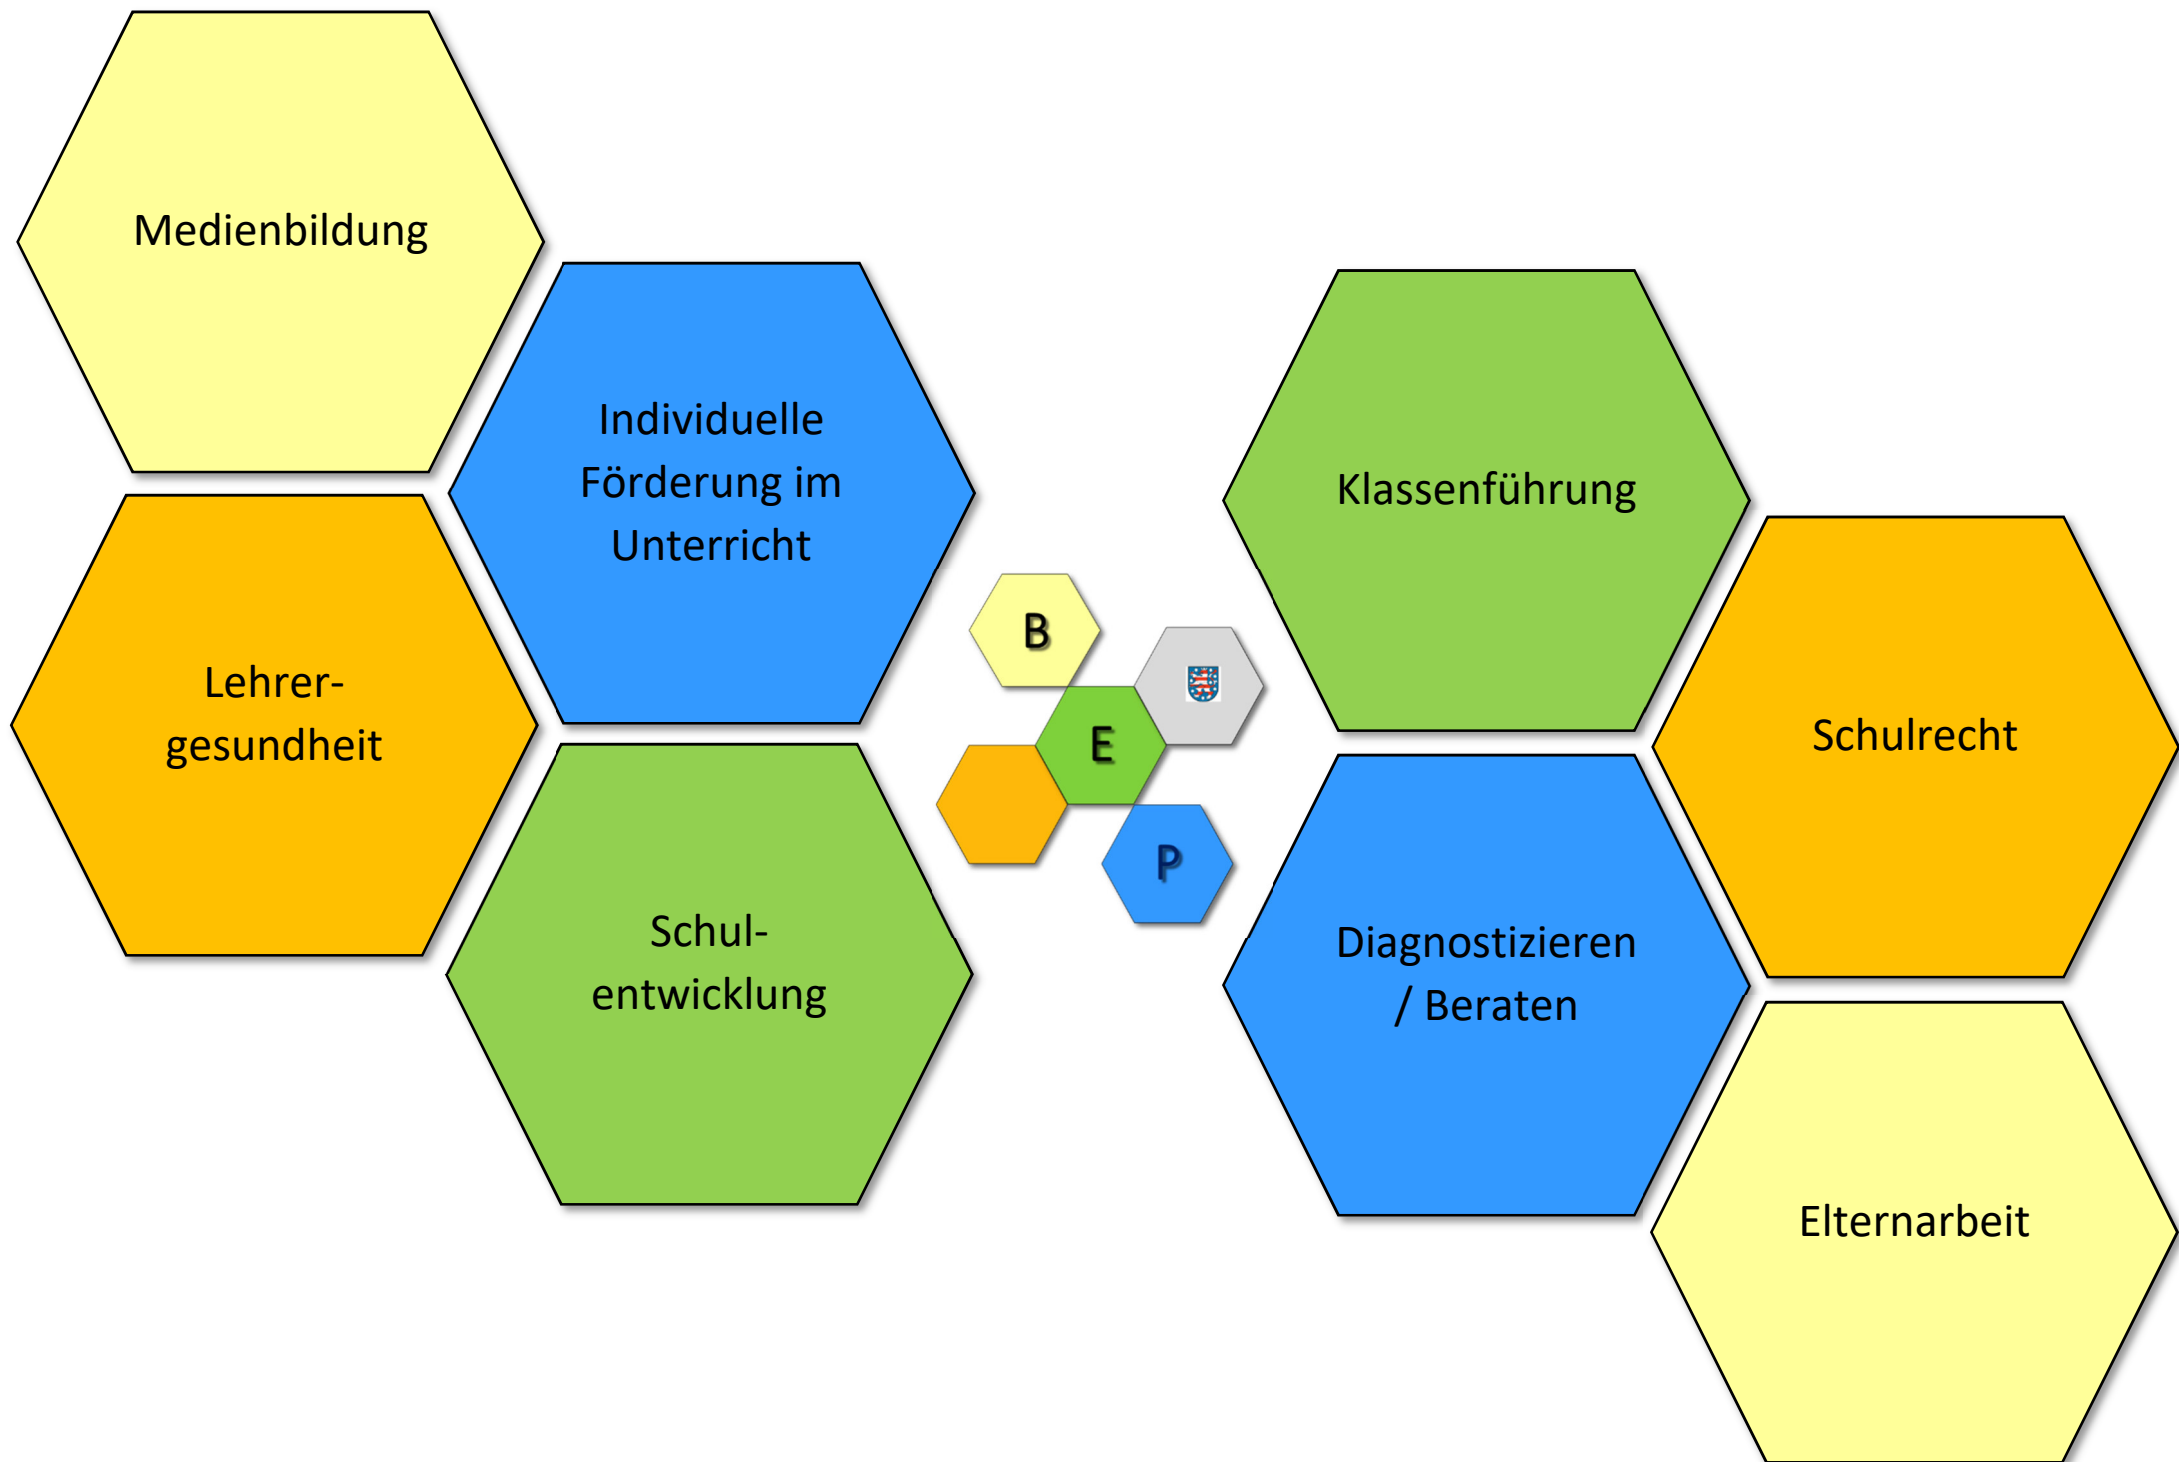 Medienbildung
Individuelle
Förderung im
Unterricht
Lehrer-
gesundheit
Schul-
entwicklung
B
E
P
Klassenführung
Schulrecht
Diagnostizieren
/ Beraten
Elternarbeit